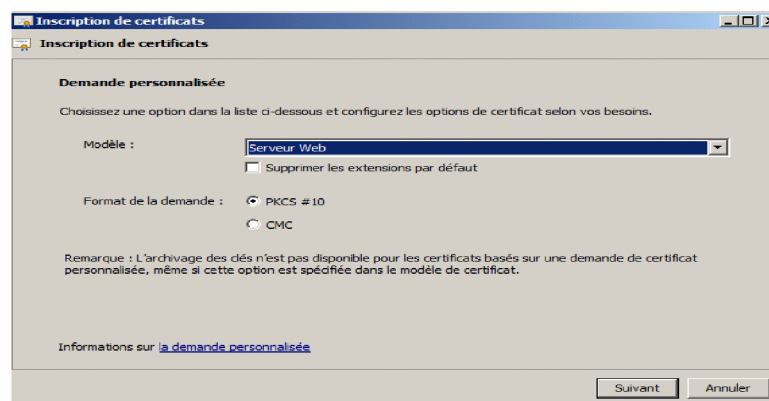 Inscription de certificats
Inscription de certificats
Demande personnalisée
Choisissez une option dans la liste ci-dessous et configurez les options de certificat selon vos besoins.
Modèle : Serveur Web
Supprimer les extensions par défaut
Format de la demande : PKCS #10
CMC
Remarque : L'archivage des clés n'est pas disponible pour les certificats basés sur une demande de certificat
personnalisée, même si cette option est spécifiée dans le modèle de certificat.
Informations sur la demande personnalisée
Suivant Annuler